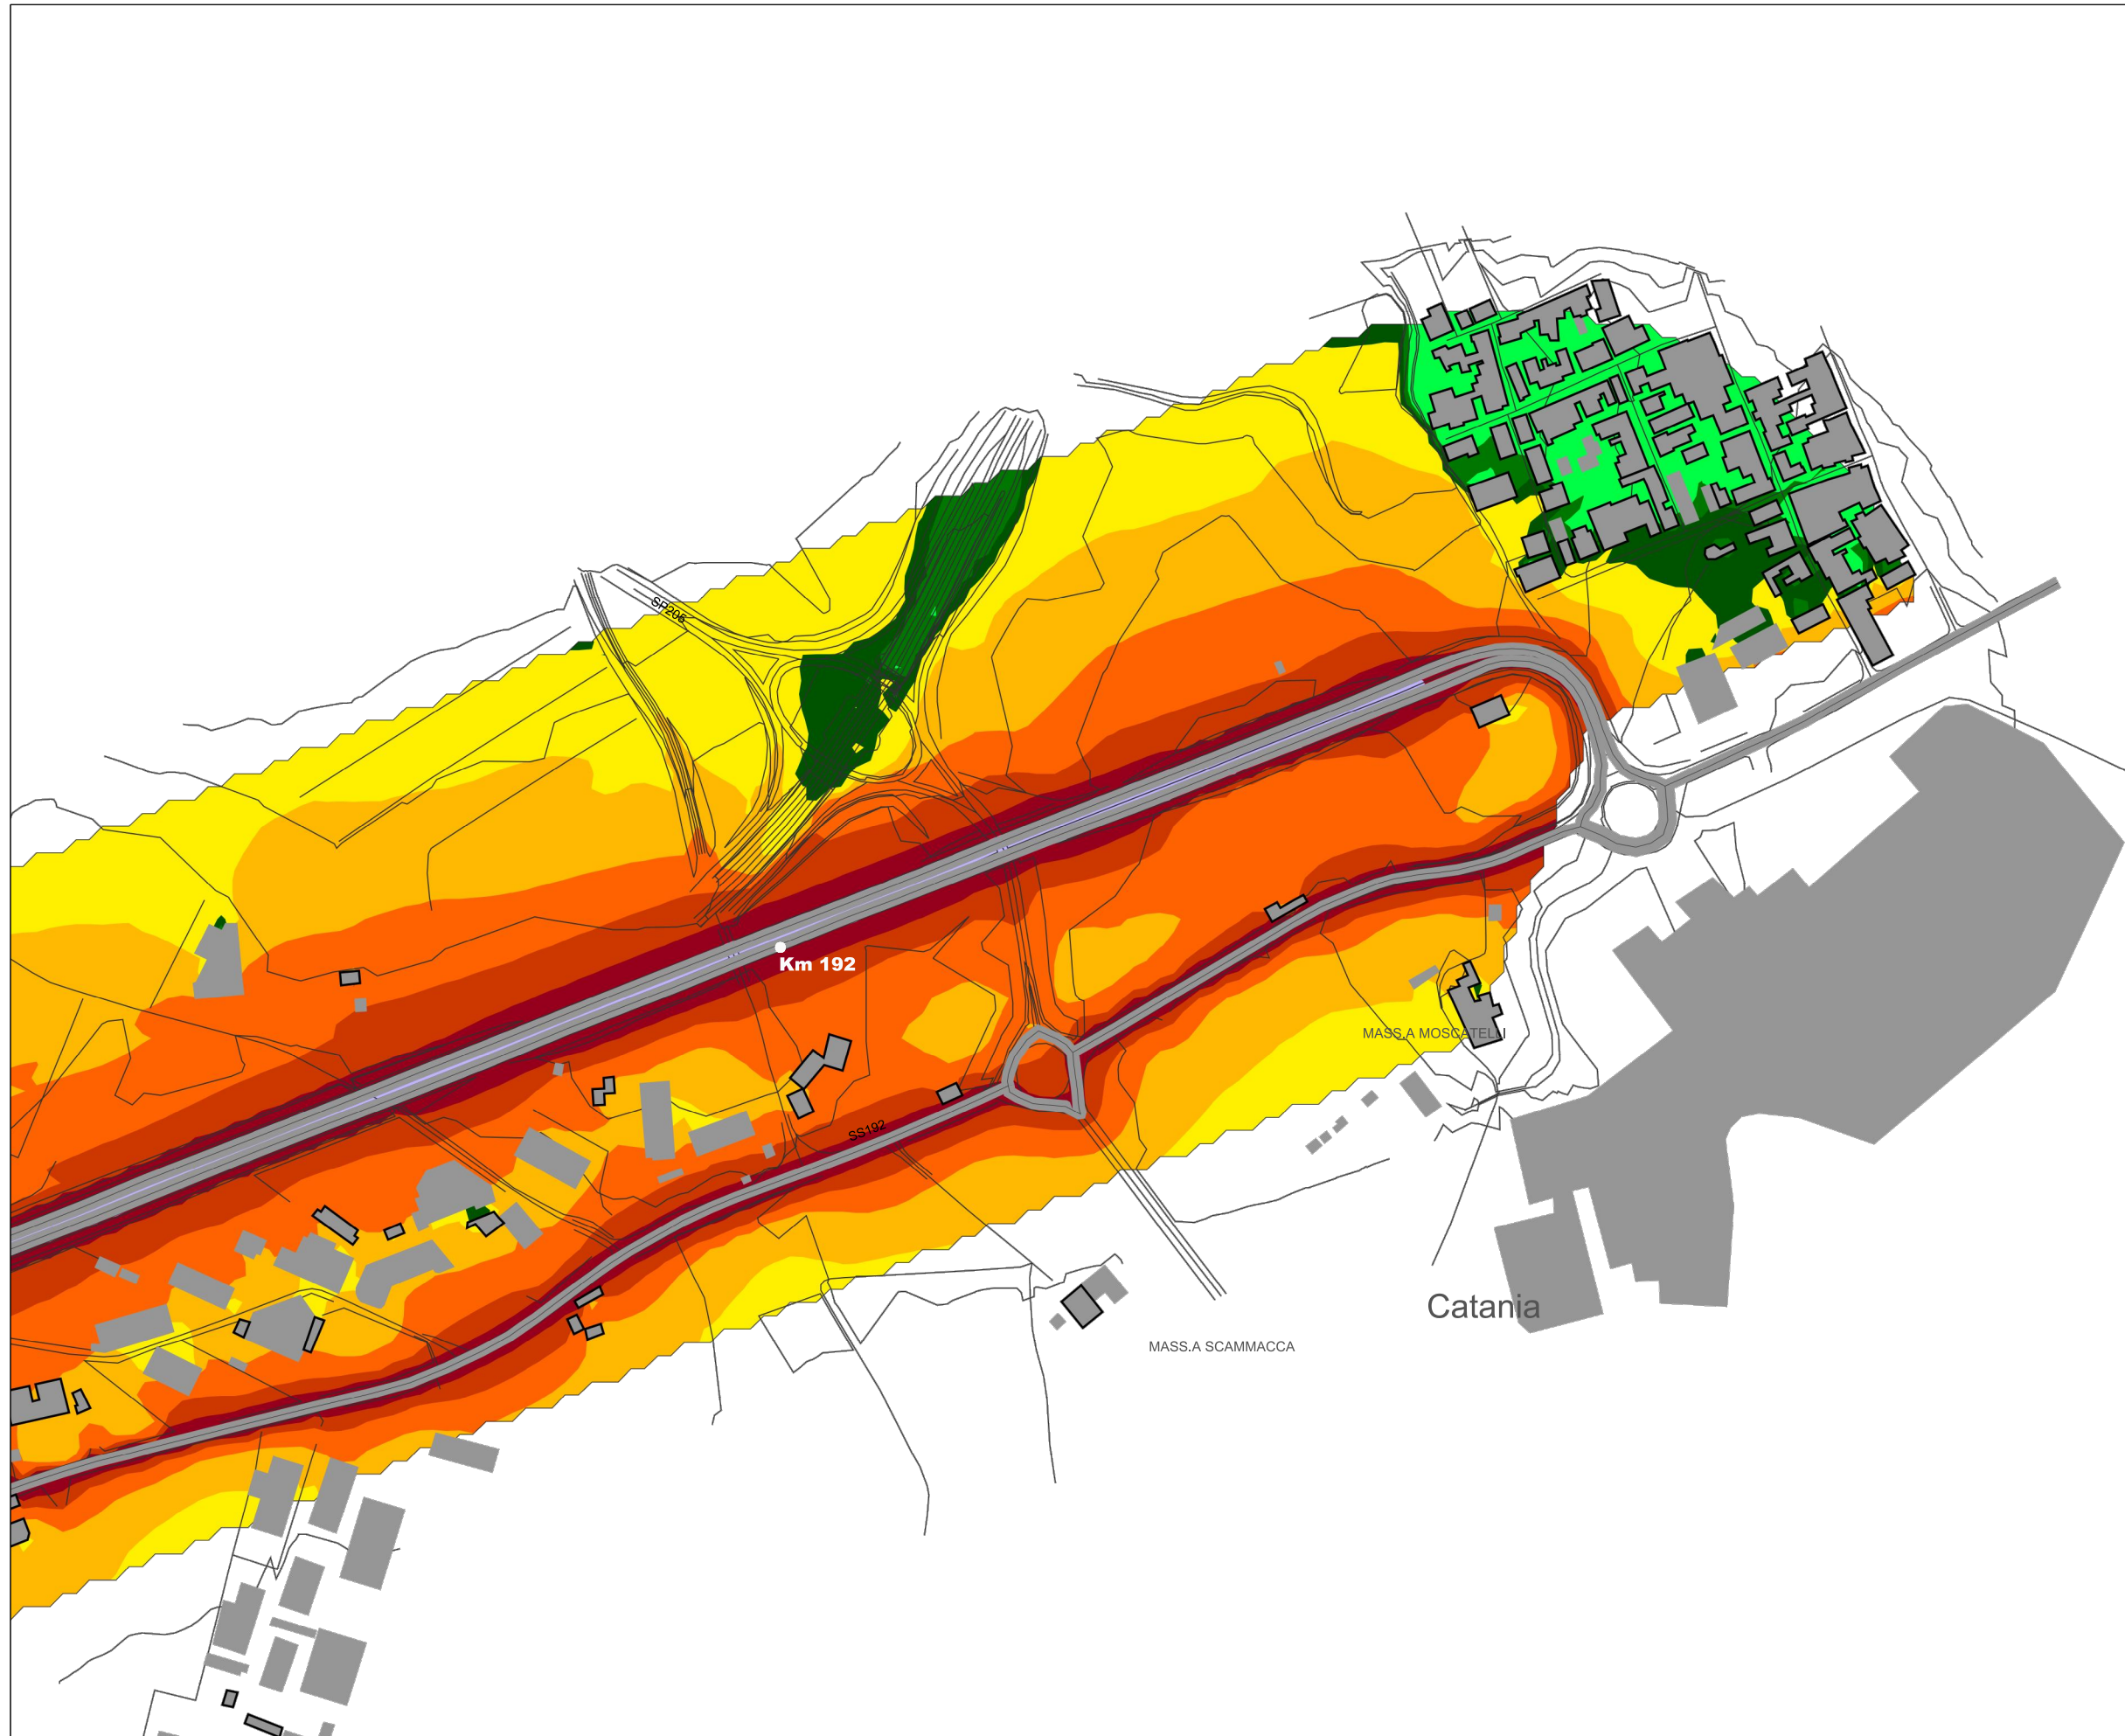 SP205
Km 192
MASS.A MOSCATELLI
SS192
Catania
MASS.A SCAMMACCA